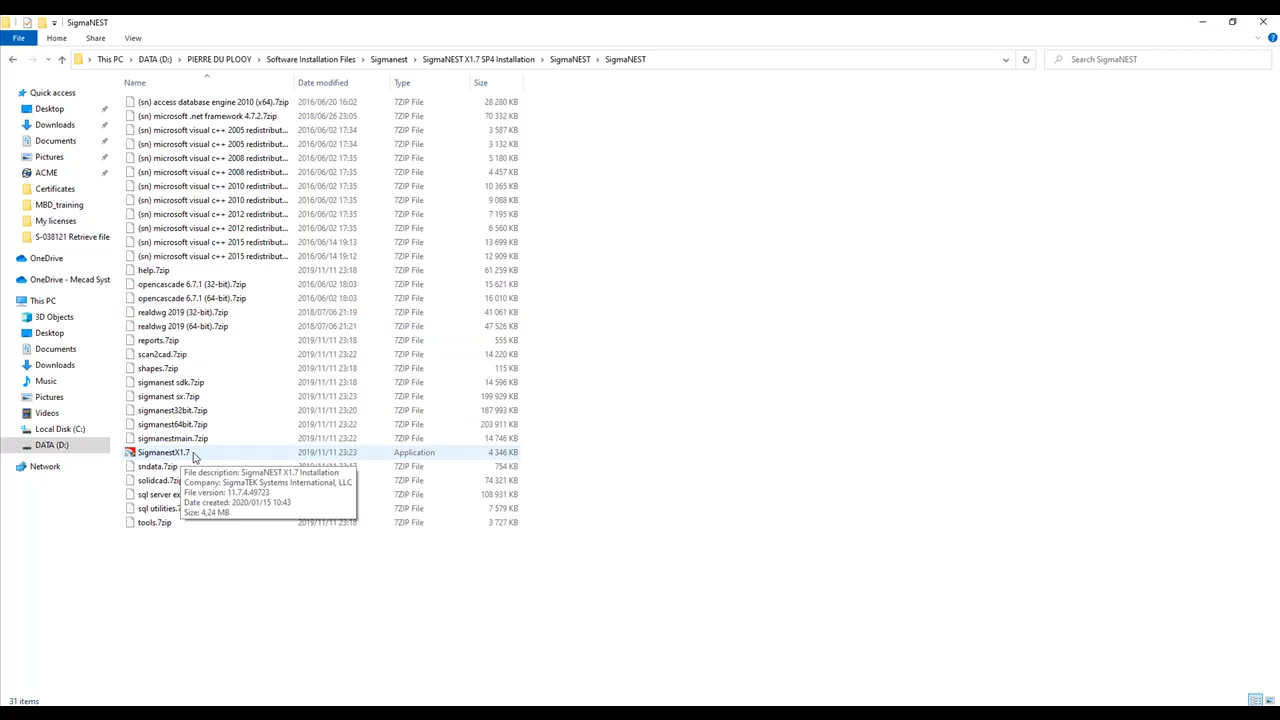 SigmaNEST
File Home Share View
This PC DATA (D:) PIERRE DU PLOOY Software Installation Files Sigmanest SigmaNEST X1.7 SP4 Installation SigmaNEST SigmaNEST
Search SigmaNEST
Quick access
Desktop
Downloads
Documents
Pictures
ACME
Certificates
MBD_training
My licenses
S-038121 Retrieve file
OneDrive
OneDrive - Mecad Syst
This PC
3D Objects
Desktop
Documents
Downloads
Music
Pictures
Videos
Local Disk (C:)
DATA (D:)
Network
Name Date modified Type Size
(sn) access database engine 2010 (x64).7zip 2016/06/20 16:02 7ZIP File 28 280 KB
(sn) microsoft .net framework 4.7.2.7zip 2018/06/26 23:05 7ZIP File 70 332 KB
(sn) microsoft visual c++ 2005 redistribut... 2016/06/02 17:34 7ZIP File 3 587 KB
(sn) microsoft visual c++ 2005 redistribut... 2016/06/02 17:34 7ZIP File 3 132 KB
(sn) microsoft visual c++ 2008 redistribut... 2016/06/02 17:35 7ZIP File 5 180 KB
(sn) microsoft visual c++ 2008 redistribut... 2016/06/02 17:35 7ZIP File 4 457 KB
(sn) microsoft visual c++ 2010 redistribut... 2016/06/02 17:35 7ZIP File 10 365 KB
(sn) microsoft visual c++ 2010 redistribut... 2016/06/02 17:35 7ZIP File 9 088 KB
(sn) microsoft visual c++ 2012 redistribut... 2016/06/02 17:35 7ZIP File 7 195 KB
(sn) microsoft visual c++ 2012 redistribut... 2016/06/02 17:35 7ZIP File 6 560 KB
(sn) microsoft visual c++ 2015 redistribut... 2016/06/14 19:13 7ZIP File 13 699 KB
(sn) microsoft visual c++ 2015 redistribut... 2016/06/14 19:12 7ZIP File 12 909 KB
help.7zip 2019/11/11 23:18 7ZIP File 61 259 KB
opencascade 6.7.1 (32-bit).7zip 2016/06/02 18:03 7ZIP File 15 621 KB
opencascade 6.7.1 (64-bit).7zip 2016/06/02 18:03 7ZIP File 16 010 KB
realdwg 2019 (32-bit).7zip 2018/07/06 21:19 7ZIP File 41 061 KB
realdwg 2019 (64-bit).7zip 2018/07/06 21:21 7ZIP File 47 526 KB
reports.7zip 2019/11/11 23:18 7ZIP File 555 KB
scan2cad.7zip 2019/11/11 23:22 7ZIP File 14 220 KB
shapes.7zip 2019/11/11 23:18 7ZIP File 115 KB
sigmanest sdk.7zip 2019/11/11 23:18 7ZIP File 14 596 KB
sigmanest sx.7zip 2019/11/11 23:18 7ZIP File 199 929 KB
sigmanest32bit.7zip 2019/11/11 23:20 7ZIP File 187 993 KB
sigmanest64bit.7zip 2019/11/11 23:22 7ZIP File 203 911 KB
sigmanestmain.7zip 2019/11/11 23:22 7ZIP File 14 746 KB
SigmanestX1.7 2019/11/11 23:23 Application 4 346 KB
sndata.7zip 7ZIP File 754 KB
solidcad.7zip 7ZIP File 74 321 KB
sql server ex 7ZIP File 108 931 KB
sql utilities.7 7ZIP File 7 579 KB
tools.7zip 2019/11/11 23:18 7ZIP File 3 727 KB
File description: SigmaNEST X1.7 Installation
Company: SigmaTEK Systems International, LLC
File version: 11.7.4.49723
Date created: 2020/01/15 10:43
Size: 4,24 MB
31 items